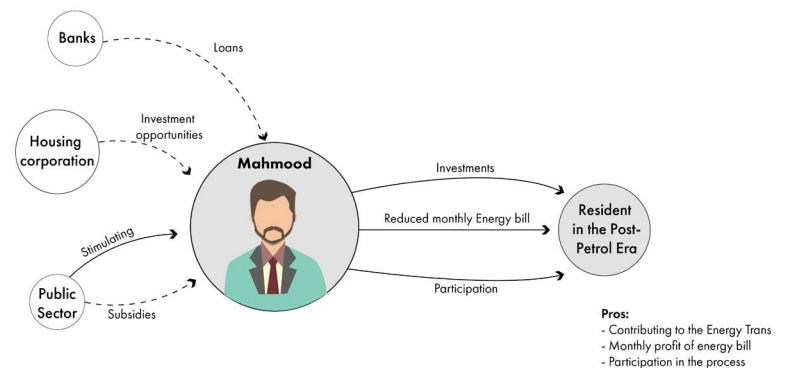 Banks
Loans
Investment
opportunities
Housing
corporation
Mahmood
Investments
Stimulating
Reduced monthly Energy bill
Resident
in the Post-
Petrol Era
Public
Sector
Subsidies
Participation
Pros:
- Contributing to the Energy Trans
- Monthly profit of energy bill
- Participation in the process